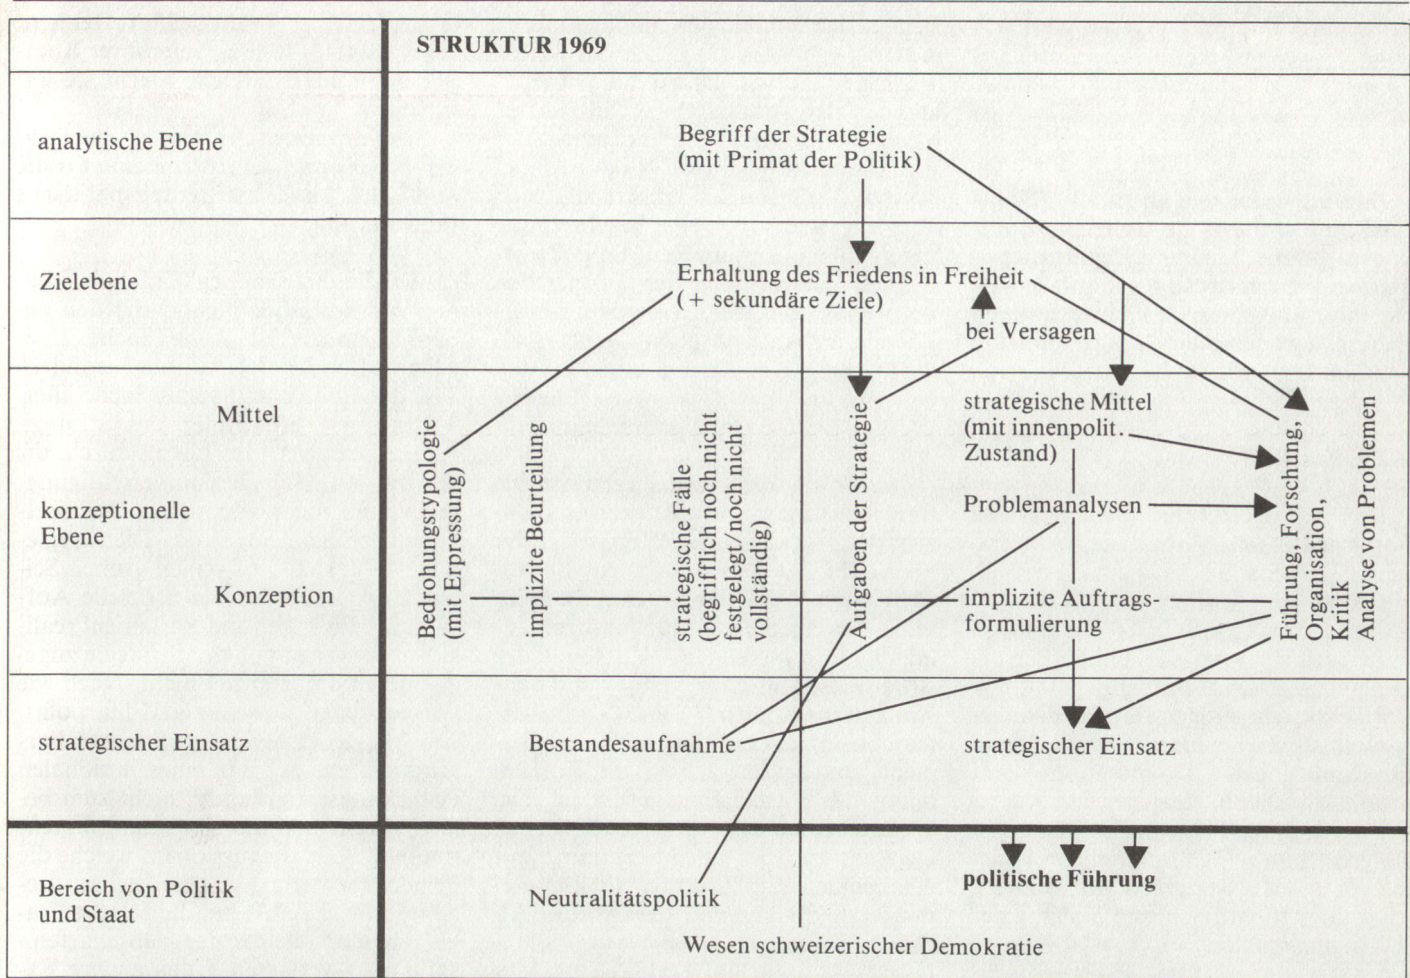 STRUKTUR 1969
analytische Ebene
Begriff der Strategie
(mit Primat der Politik)
Zielebene
Erhaltung des Friedens in Freiheit
(+ sekundäre Ziele)
bei Versagen
Mittel
konzeptionelle
Ebene
Konzeption
Bedrohungstypologie
(mit Erpressung)
implizite Beurteilung
strategische Fälle
(begrifflich noch nicht
festgelegt/noch nicht
vollständig)
Aufgaben der Strategie
strategische Mittel
(mit innenpolit.
Zustand)
Problemanalysen
implizite Auftrags-
formulierung
Führung, Forschung,
Organisation,
Kritik
Analyse von Problemen
strategischer Einsatz
Bestandesaufnahme
strategischer Einsatz
Bereich von Politik
und Staat
Neutralitätspolitik
politische Führung
Wesen schweizerischer Demokratie